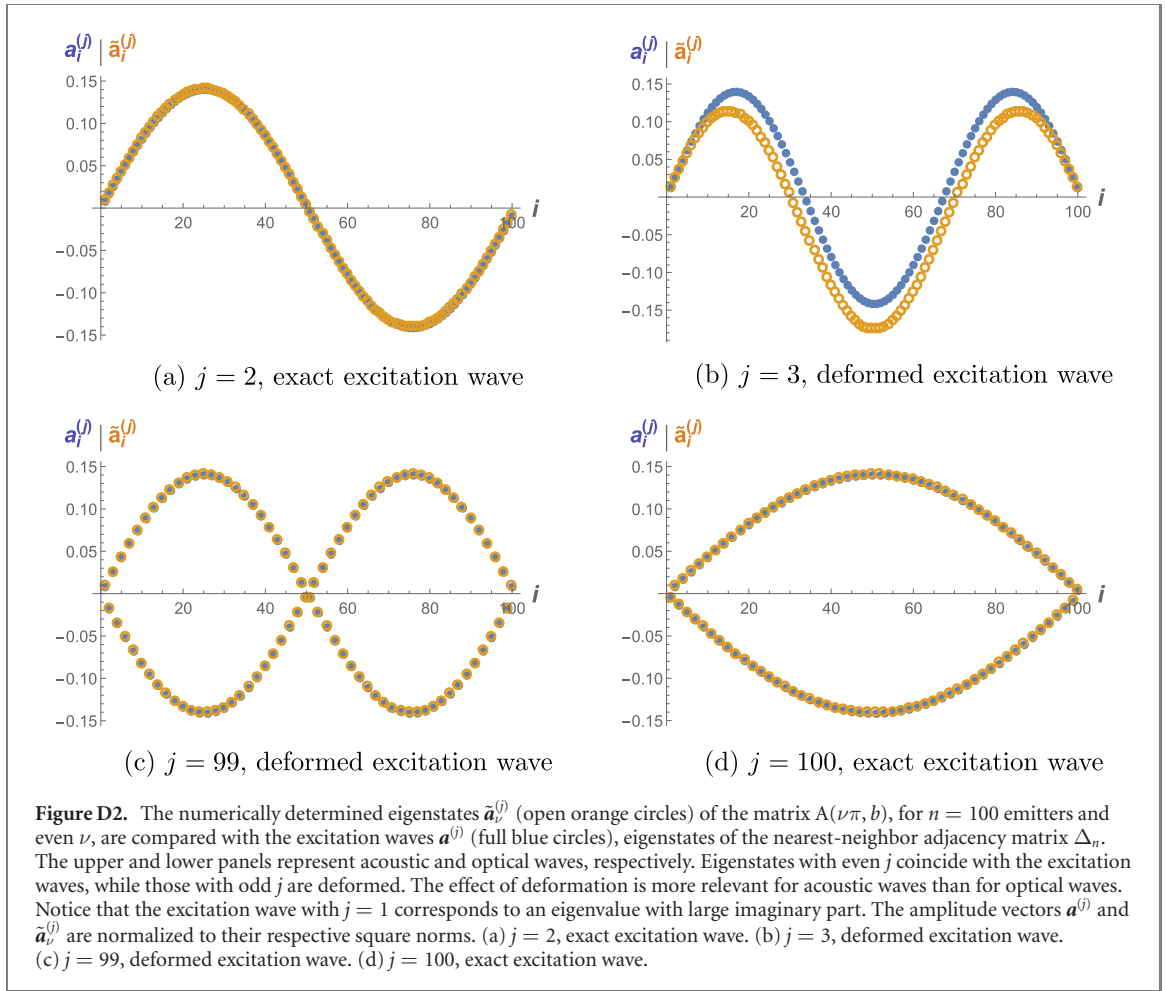 a_i^(j) | ã_i^(j)
0.15
0.10
0.05
−0.05
−0.10
−0.15
20 40 60 80 100 i
(a) j = 2, exact excitation wave
a_i^(j) | ã_i^(j)
0.15
0.10
0.05
−0.05
−0.10
−0.15
20 40 60 80 100 i
(b) j = 3, deformed excitation wave
a_i^(j) | ã_i^(j)
0.15
0.10
0.05
−0.05
−0.10
−0.15
20 40 60 80 100 i
(c) j = 99, deformed excitation wave
a_i^(j) | ã_i^(j)
0.15
0.10
0.05
−0.05
−0.10
−0.15
20 40 60 80 100 i
(d) j = 100, exact excitation wave
Figure D2. The numerically determined eigenstates ã_ν^(j) (open orange circles) of the matrix A(νπ, b), for n = 100 emitters and
even ν, are compared with the excitation waves a^(j) (full blue circles), eigenstates of the nearest-neighbor adjacency matrix Δ_n.
The upper and lower panels represent acoustic and optical waves, respectively. Eigenstates with even j coincide with the excitation
waves, while those with odd j are deformed. The effect of deformation is more relevant for acoustic waves than for optical waves.
Notice that the excitation wave with j = 1 corresponds to an eigenvalue with large imaginary part. The amplitude vectors a^(j) and
ã_ν^(j) are normalized to their respective square norms. (a) j = 2, exact excitation wave. (b) j = 3, deformed excitation wave.
(c) j = 99, deformed excitation wave. (d) j = 100, exact excitation wave.